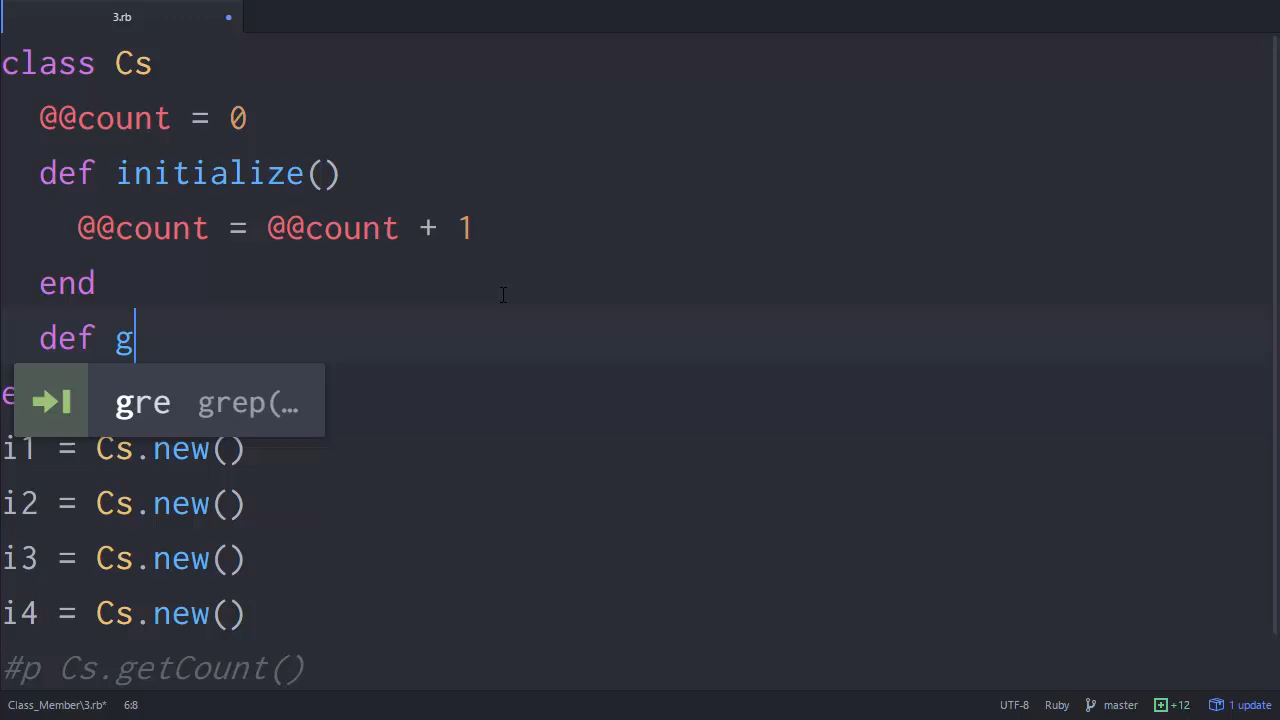 3.rb
class Cs
@@count = 0
def initialize()
@@count = @@count + 1
end
def g
gre grep(…
e
i1 = Cs.new()
i2 = Cs.new()
i3 = Cs.new()
i4 = Cs.new()
#p Cs.getCount()
Class_Member\3.rb* 6:8 UTF-8 Ruby master +12 1 update